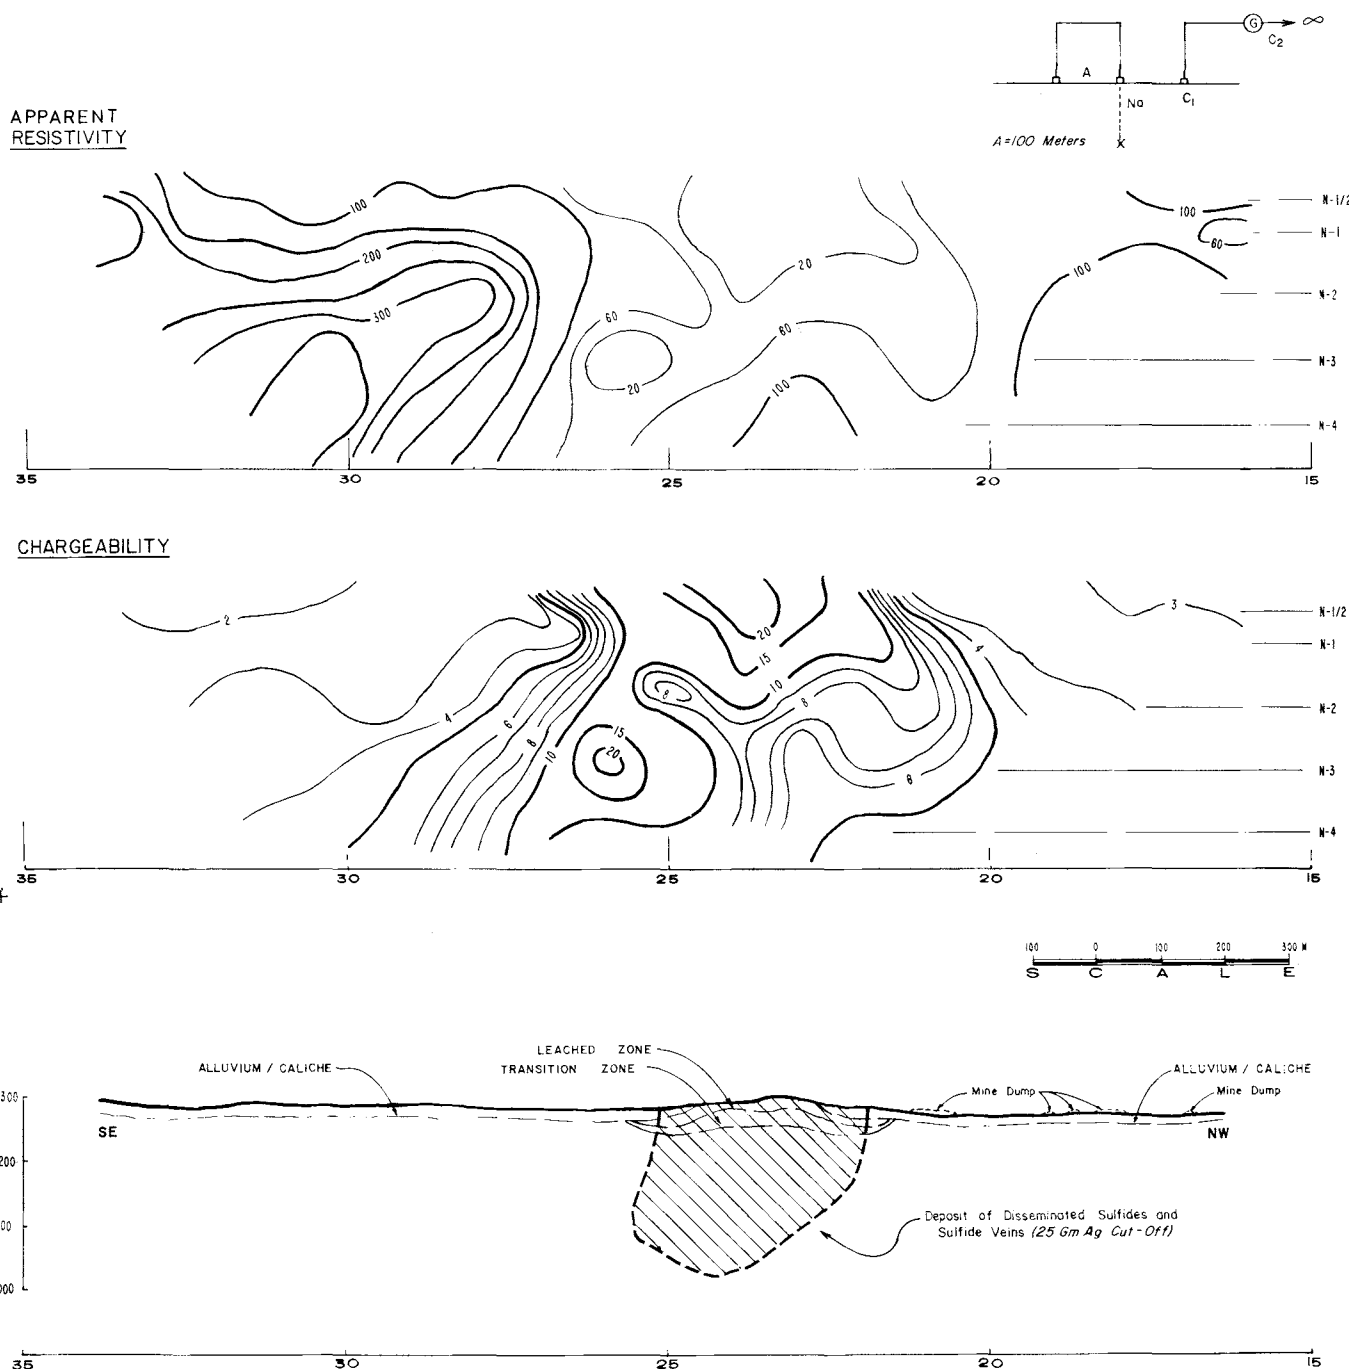 G
∞
C2
A
Na
C1
A=100 Meters
X
APPARENT
RESISTIVITY
100
200
300
60
20
20
60
100
100
60
100
N-1/2
N-1
N-2
N-3
N-4
35 30 25 20 15
CHARGEABILITY
2
4
6
8
10
15
20
8
20
15
10
8
8
4
3
N-1/2
N-1
N-2
N-3
N-4
35 30 25 20 15
100 0 100 200 300 M
S C A L E
LEACHED ZONE
TRANSITION ZONE
ALLUVIUM / CALICHE
ALLUVIUM / CALICHE
Mine Dump
Mine Dump
SE
NW
300
200
00
000
Deposit of Disseminated Sulfides and
Sulfide Veins (25 Gm Ag Cut-Off)
35 30 25 20 15